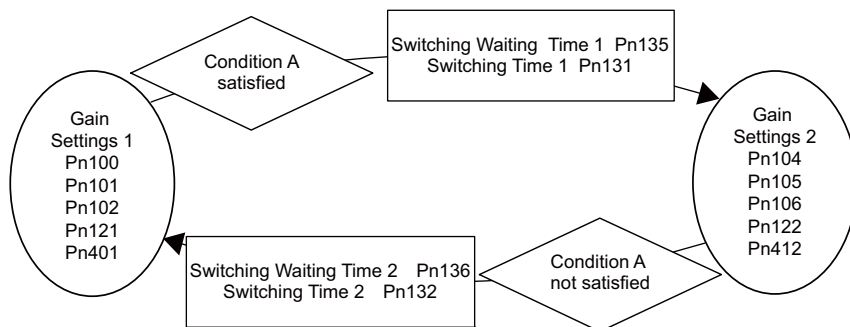 Condition A
satisfied
Switching Waiting Time 1 Pn135
Switching Time 1 Pn131
Gain
Settings 1
Pn100
Pn101
Pn102
Pn121
Pn401
Gain
Settings 2
Pn104
Pn105
Pn106
Pn122
Pn412
Switching Waiting Time 2 Pn136
Switching Time 2 Pn132
Condition A
not satisfied